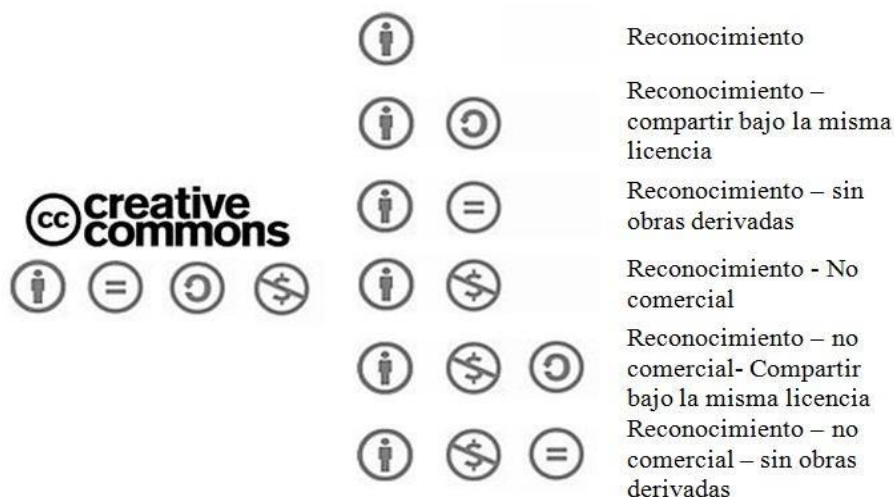 cc creative
commons
Reconocimiento
Reconocimiento –
compartir bajo la misma
licencia
Reconocimiento – sin
obras derivadas
Reconocimiento - No
comercial
Reconocimiento – no
comercial- Compartir
bajo la misma licencia
Reconocimiento – no
comercial – sin obras
derivadas